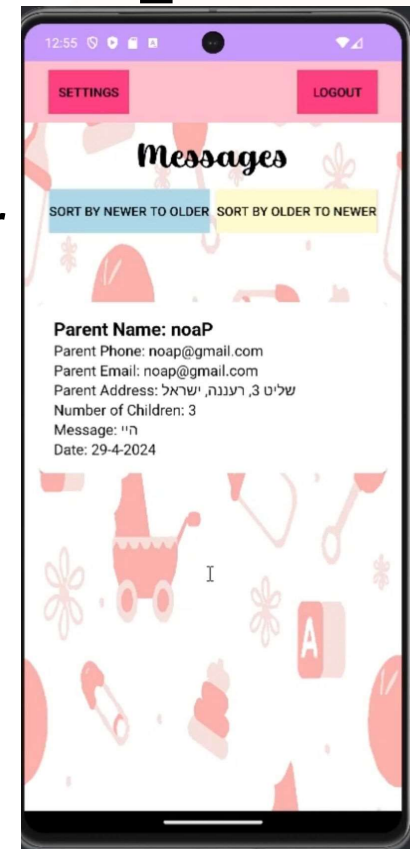 12:55
SETTINGS
LOGOUT
Messages
SORT BY NEWER TO OLDER
SORT BY OLDER TO NEWER
Parent Name: noaP
Parent Phone: noap@gmail.com
Parent Email: noap@gmail.com
Parent Address: שליט 3, רעננה, ישראל
Number of Children: 3
Message: היי
Date: 29-4-2024
A